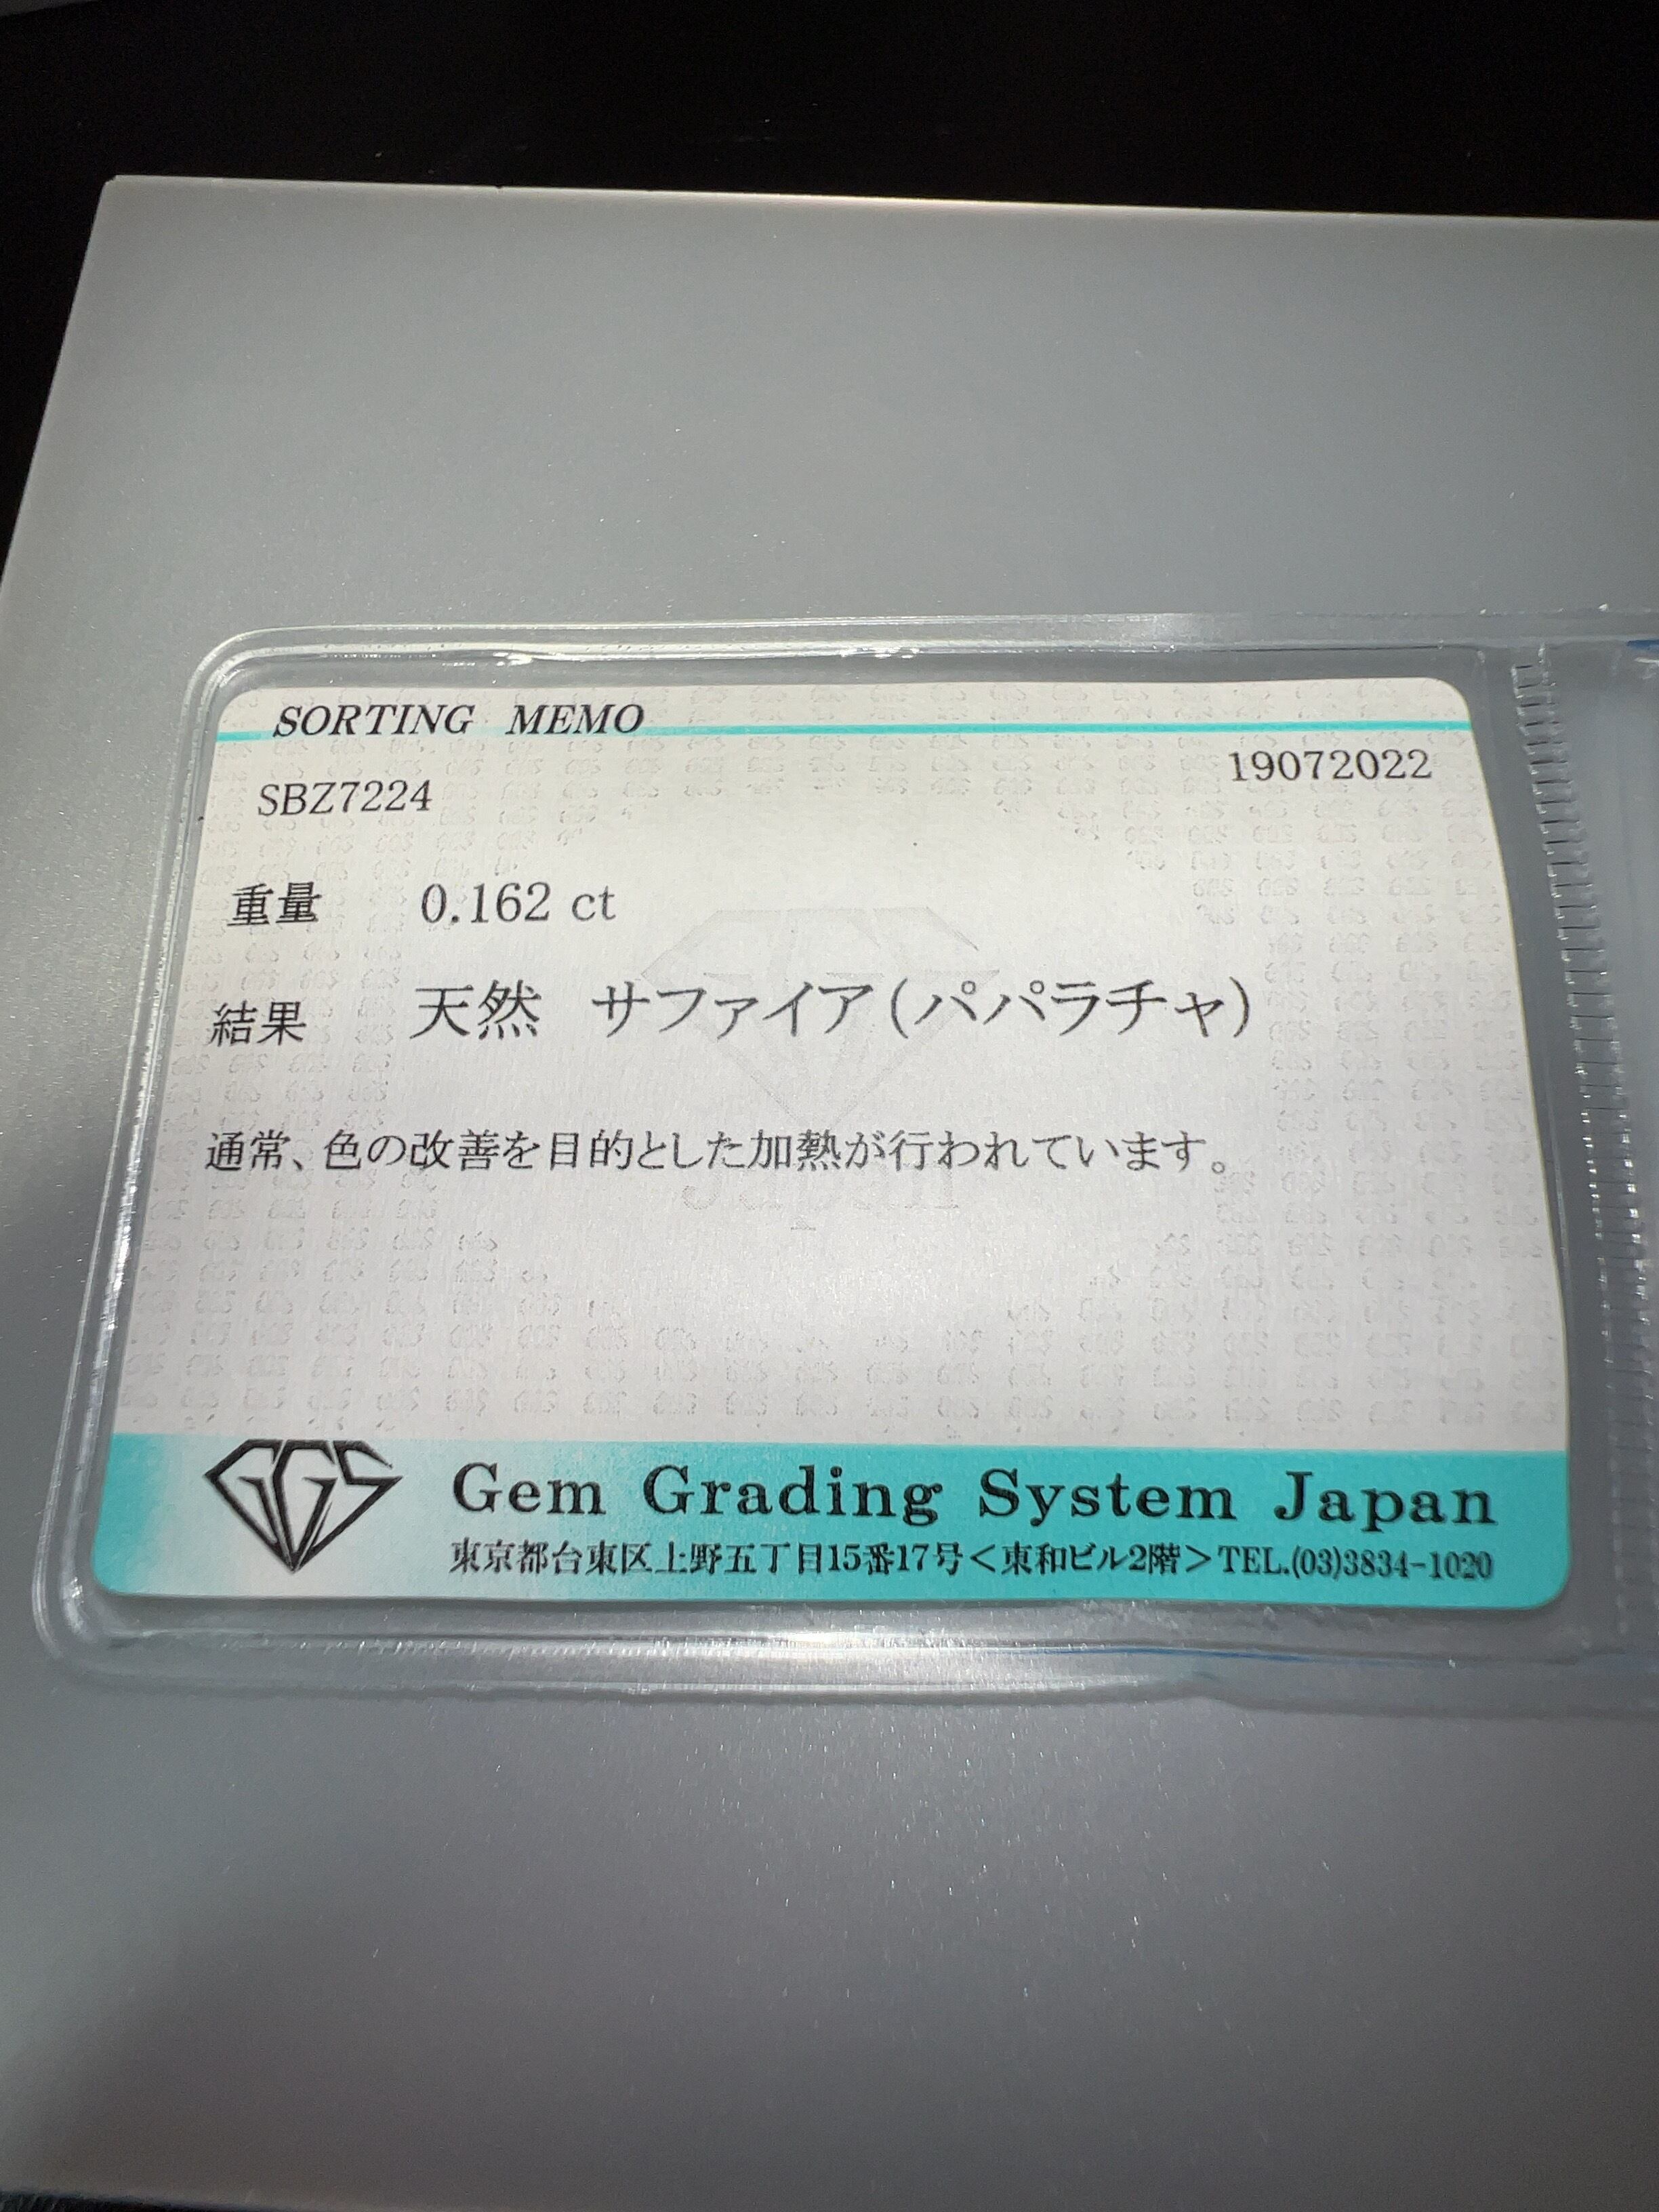 SORTING MEMO
19072022
SBZ7224
重量 0.162 ct
結果 天然 サファイア(パパラチャ)
通常、色の改善を目的とした加熱が行われています。
GGS
Gem Grading System Japan
東京都台東区上野五丁目15番17号<東和ビル2階>TEL.(03)3834-1020